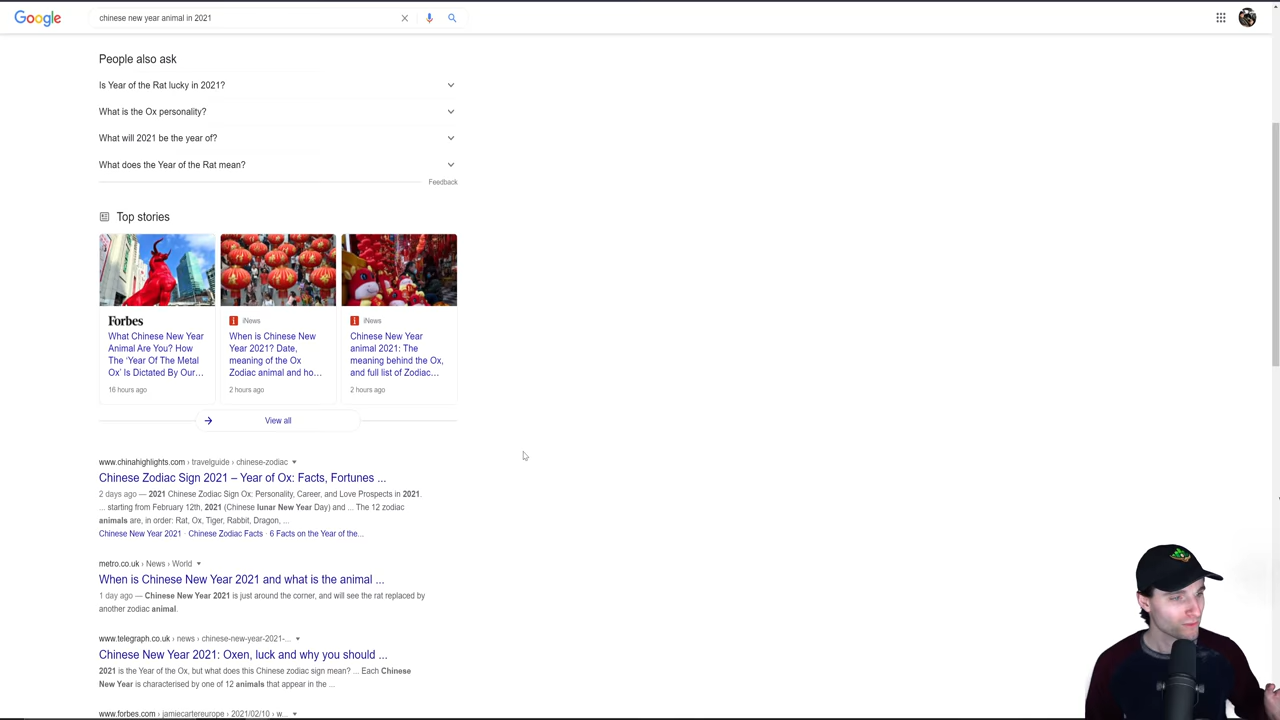 Google
chinese new year animal in 2021
People also ask
Is Year of the Rat lucky in 2021?
What is the Ox personality?
What will 2021 be the year of?
What does the Year of the Rat mean?
Feedback
Top stories
Forbes
What Chinese New Year
Animal Are You? How
The 'Year Of The Metal
Ox' Is Dictated By Our...
16 hours ago
iNews
When is Chinese New
Year 2021? Date,
meaning of the Ox
Zodiac animal and ho...
2 hours ago
iNews
Chinese New Year
animal 2021: The
meaning behind the Ox,
and full list of Zodiac...
2 hours ago
View all
www.chinahighlights.com › travelguide › chinese-zodiac
Chinese Zodiac Sign 2021 – Year of Ox: Facts, Fortunes ...
2 days ago — 2021 Chinese Zodiac Sign Ox: Personality, Career, and Love Prospects in 2021.
... starting from February 12th, 2021 (Chinese lunar New Year Day) and ... The 12 zodiac
animals are, in order: Rat, Ox, Tiger, Rabbit, Dragon, ...
Chinese New Year 2021 · Chinese Zodiac Facts · 6 Facts on the Year of the...
metro.co.uk › News › World
When is Chinese New Year 2021 and what is the animal ...
1 day ago — Chinese New Year 2021 is just around the corner, and will see the rat replaced by
another zodiac animal.
www.telegraph.co.uk › news › chinese-new-year-2021-...
Chinese New Year 2021: Oxen, luck and why you should ...
2021 is the Year of the Ox, but what does this Chinese zodiac sign mean? ... Each Chinese
New Year is characterised by one of 12 animals that appear in the ...
www.forbes.com › jamiecartereurope › 2021/02/10 › w...